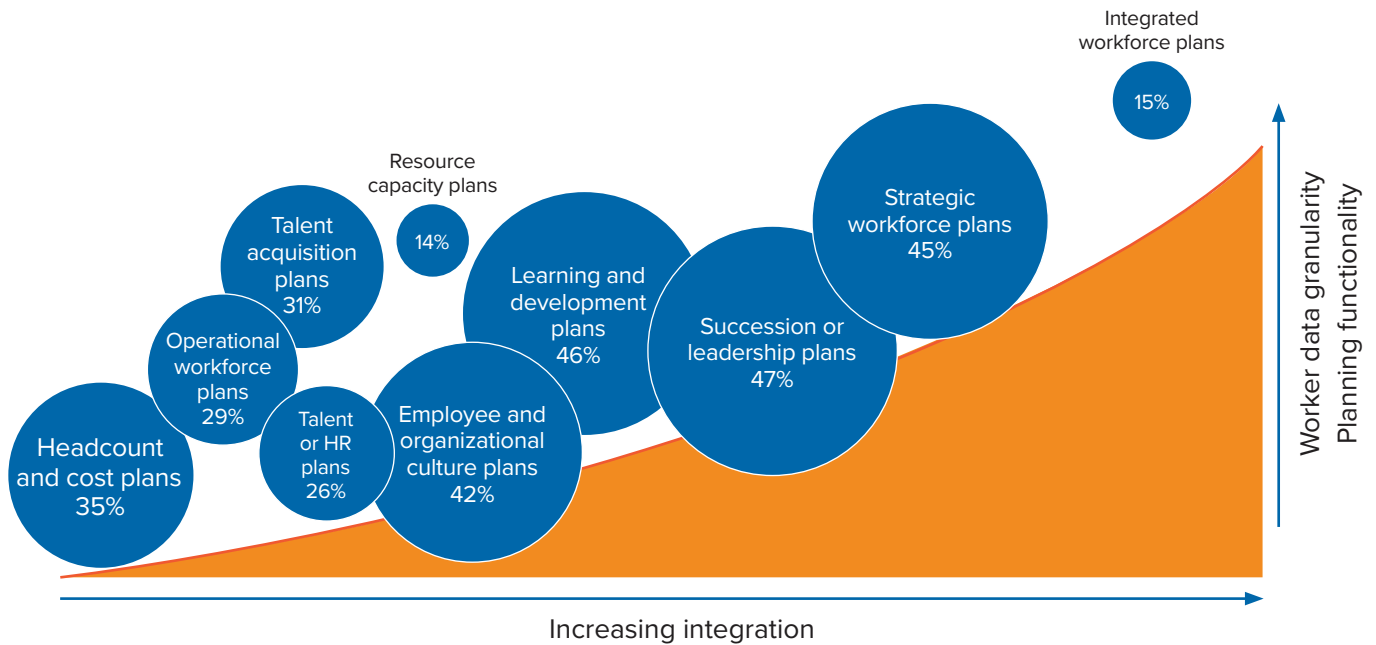 Integrated
workforce plans
15%
Resource
capacity plans
14%
Strategic
workforce plans
45%
Talent
acquisition
plans
31%
Learning and
development
plans
46%
Succession or
leadership plans
47%
Operational
workforce
plans
29%
Talent
or HR
plans
26%
Employee and
organizational
culture plans
42%
Headcount
and cost plans
35%
Worker data granularity
Planning functionality
Increasing integration